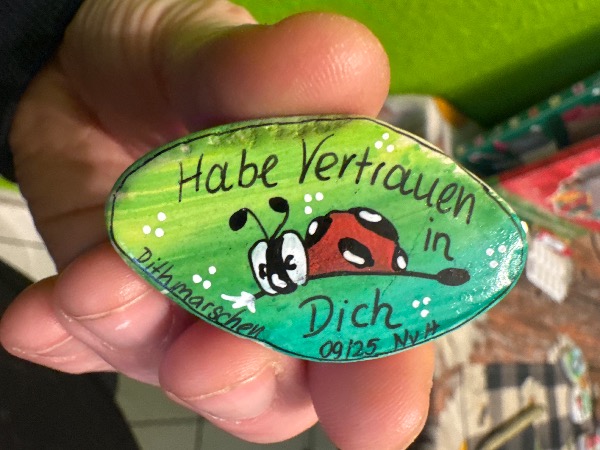 Habe Vertrauen
in
Dich
Dithmarschen
09/25 NvH